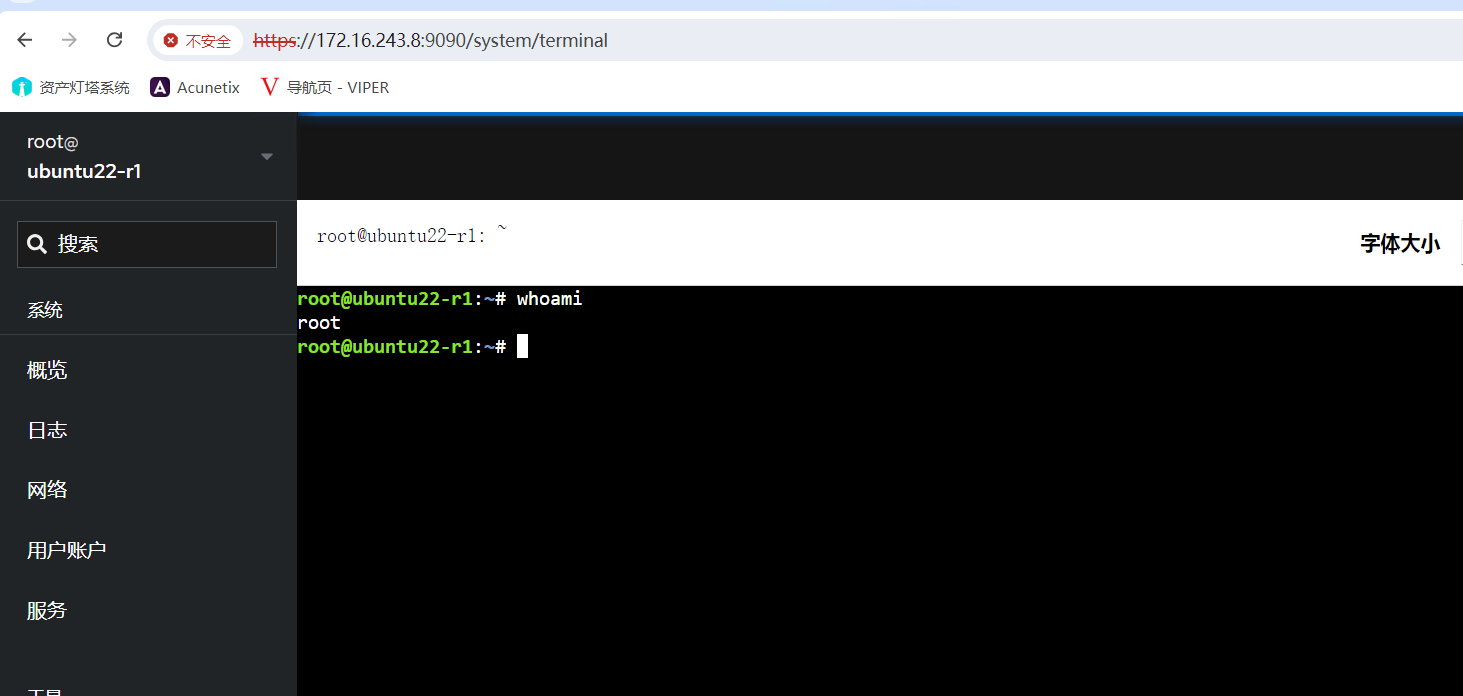 不安全 https://172.16.243.8:9090/system/terminal
资产灯塔系统 A Acunetix V 导航页 - VIPER
root@
ubuntu22-r1
搜索
系统
概览
日志
网络
用户账户
服务
工具
root@ubuntu22-r1: ~
字体大小
root@ubuntu22-r1:~# whoami
root
root@ubuntu22-r1:~#